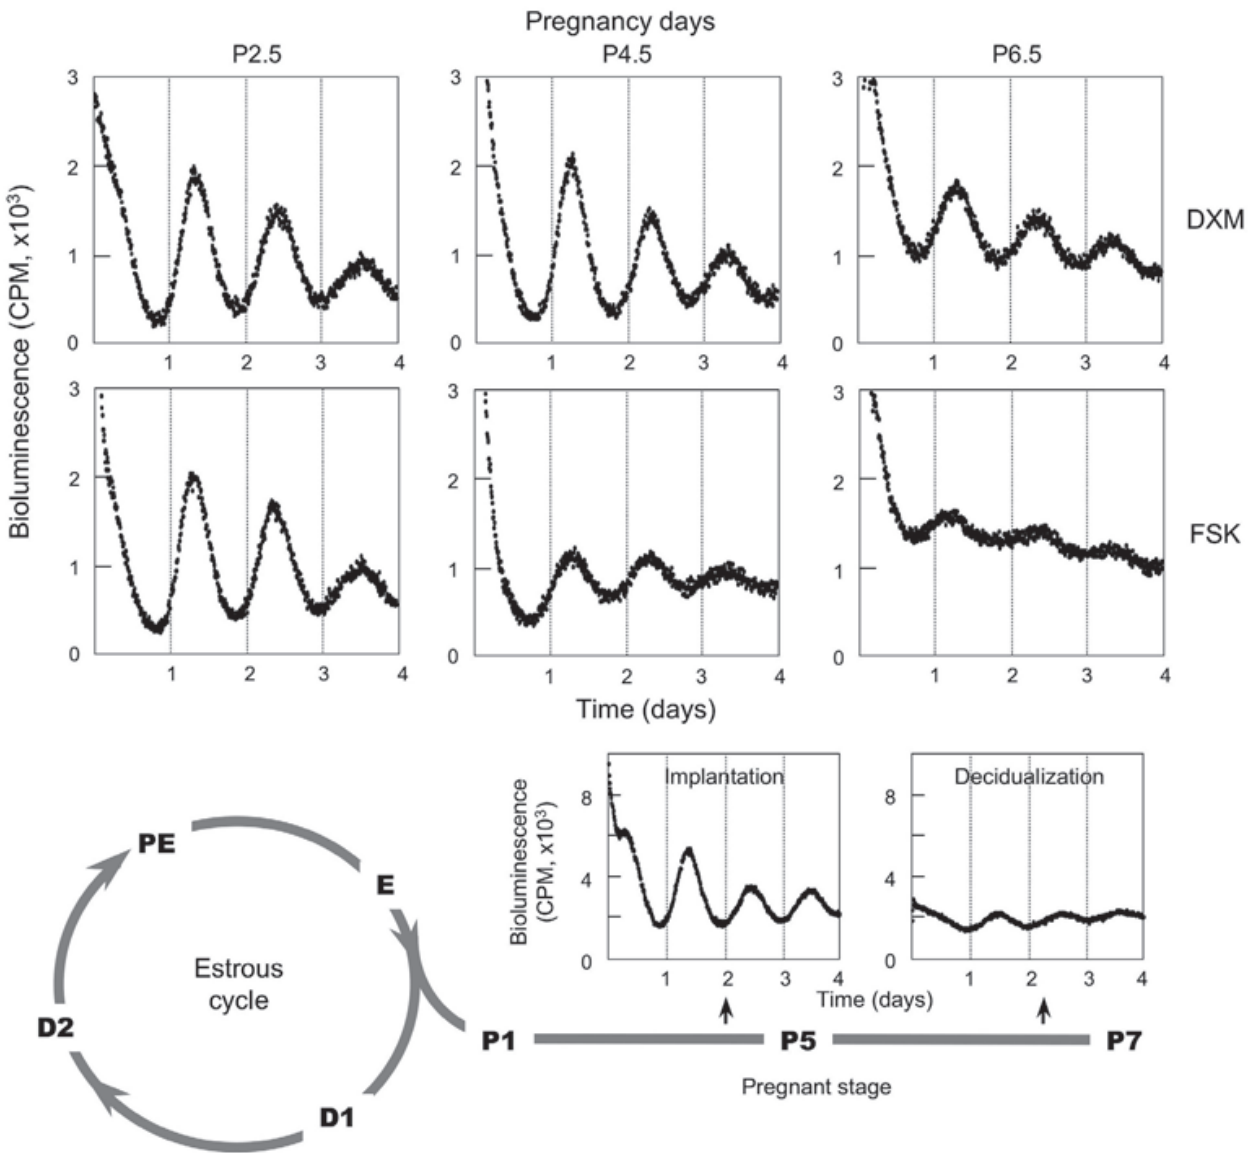 Pregnancy days
P2.5
P4.5
P6.5
Bioluminescence (CPM, x10³)
3
2
1
0
1
2
3
4
3
2
1
0
1
2
3
4
3
2
1
0
1
2
3
4
DXM
3
2
1
0
1
2
3
4
3
2
1
0
1
2
3
4
3
2
1
0
1
2
3
4
FSK
Time (days)
Bioluminescence
(CPM, x10³)
Implantation
8
4
0
1
2
3
4
Decidualization
8
4
0
1
2
3
4
Time (days)
PE
E
Estrous
cycle
D2
D1
P1
P5
P7
Pregnant stage